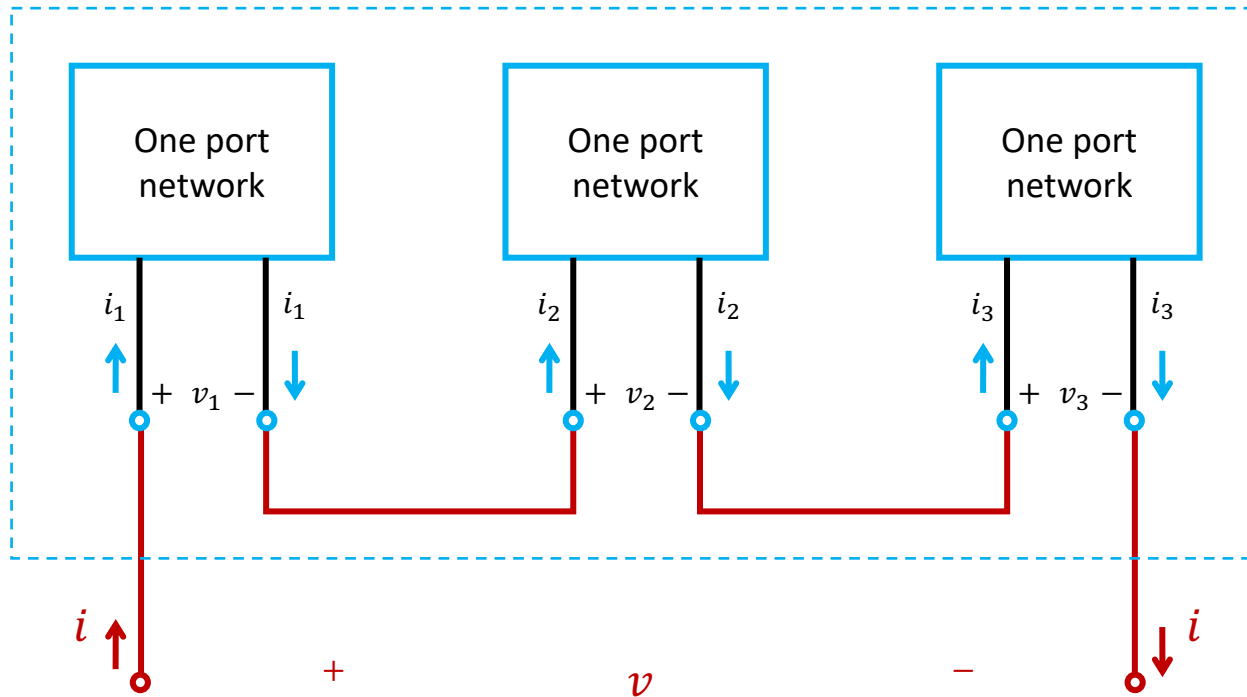 One port
network
One port
network
One port
network
i₁ i₁ i₂ i₂ i₃ i₃
+ v₁ − + v₂ − + v₃ −
i i
+ v −